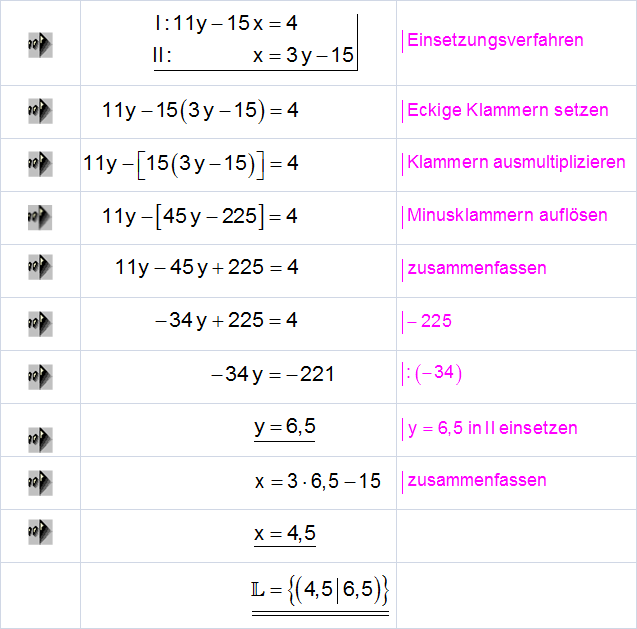 I: 11y − 15x = 4
II: x = 3y − 15 |Einsetzungsverfahren
11y − 15(3y − 15) = 4 |Eckige Klammern setzen
11y − [15(3y − 15)] = 4 |Klammern ausmultiplizieren
11y − [45y − 225] = 4 |Minusklammern auflösen
11y − 45y + 225 = 4 |zusammenfassen
−34y + 225 = 4 |− 225
−34y = −221 |: (−34)
y = 6,5 |y = 6,5 in II einsetzen
x = 3 · 6,5 − 15 |zusammenfassen
x = 4,5
𝕃 = {(4,5|6,5)}